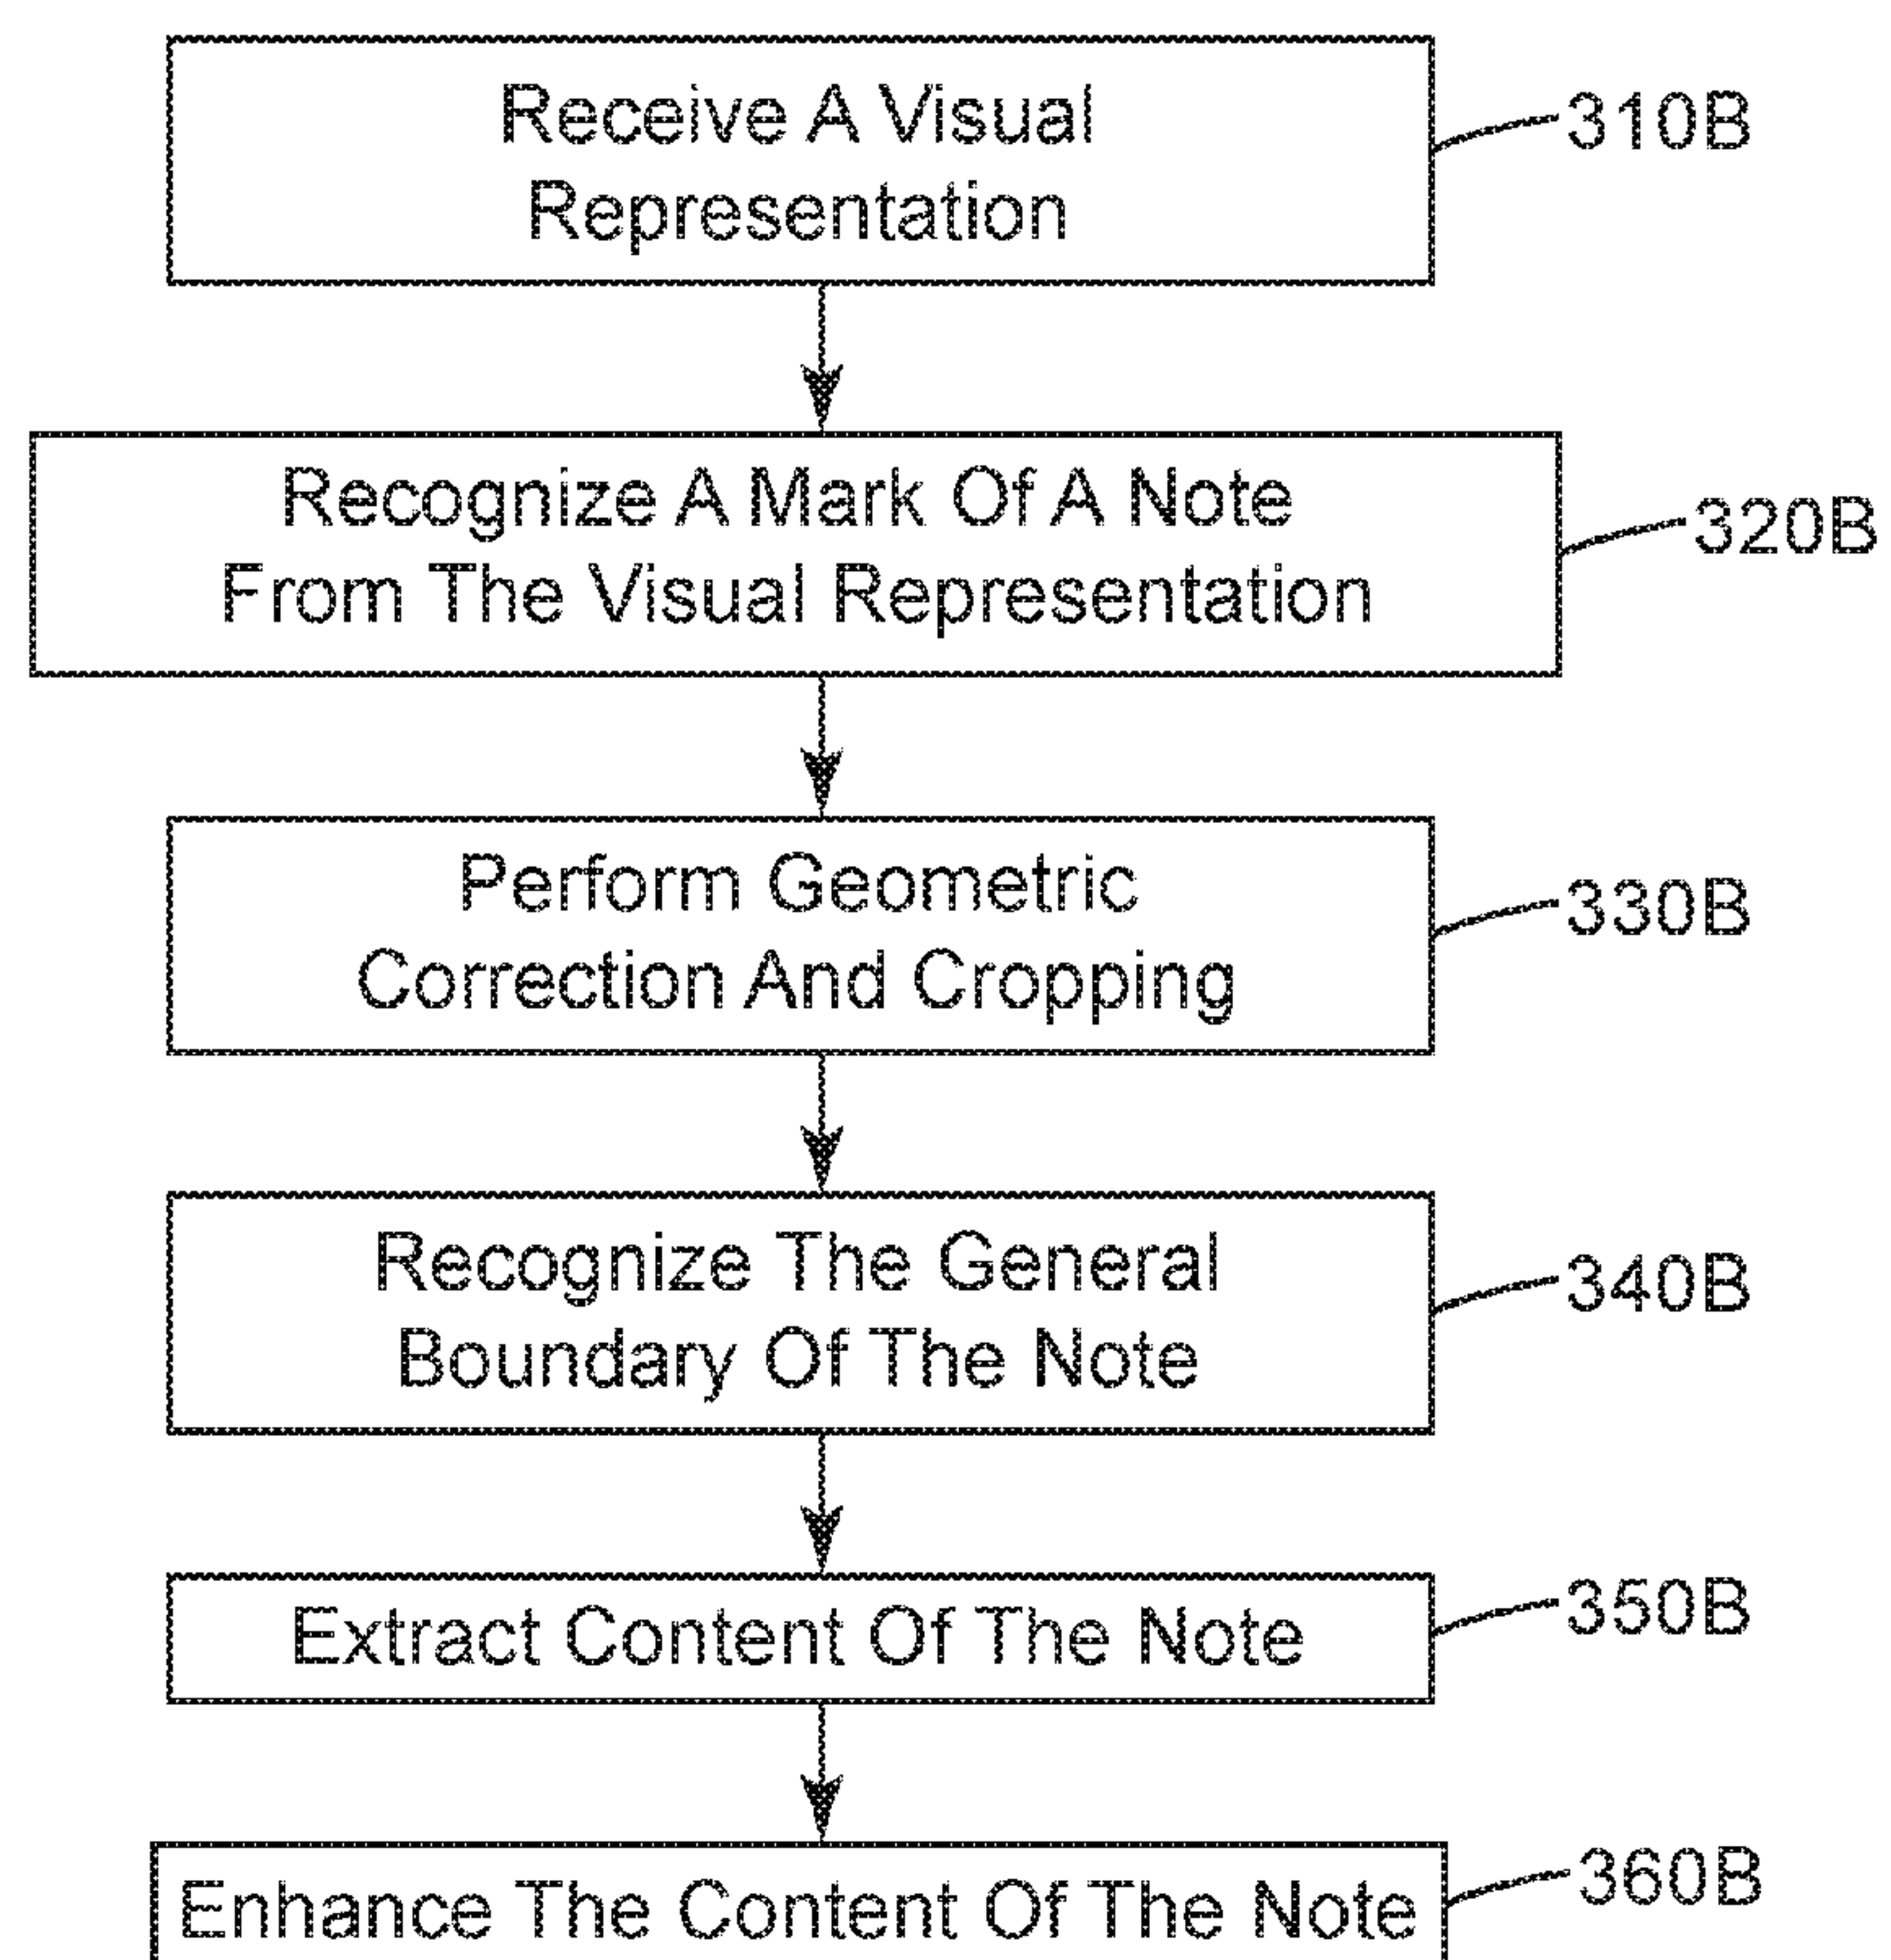 Receive A Visual
Representation
310B
Recognize A Mark Of A Note
From The Visual Representation
320B
Perform Geometric
Correction And Cropping
330B
Recognize The General
Boundary Of The Note
340B
Extract Content Of The Note
350B
Enhance The Content Of The Note
360B